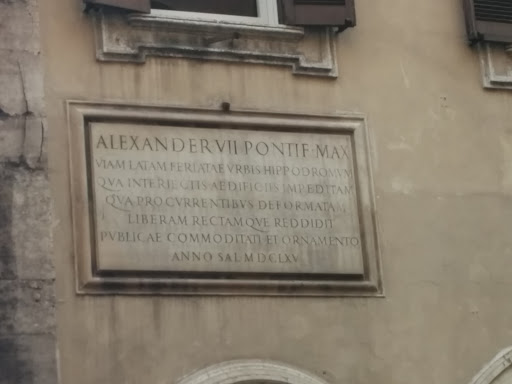 ALEXANDER VII PONTIF MAX
VIAM LATAM FERIATAE VRBIS HIPPODROMVM
QVA INTERIECTIS AEDIFICIIS IMPEDITAM
QVA PROCVRRENTIBVS DEFORMATAM
LIBERAM RECTAMQVE REDDIDIT
PVBLICAE COMMODITATI ET ORNAMENTO
ANNO SAL MDCLXV